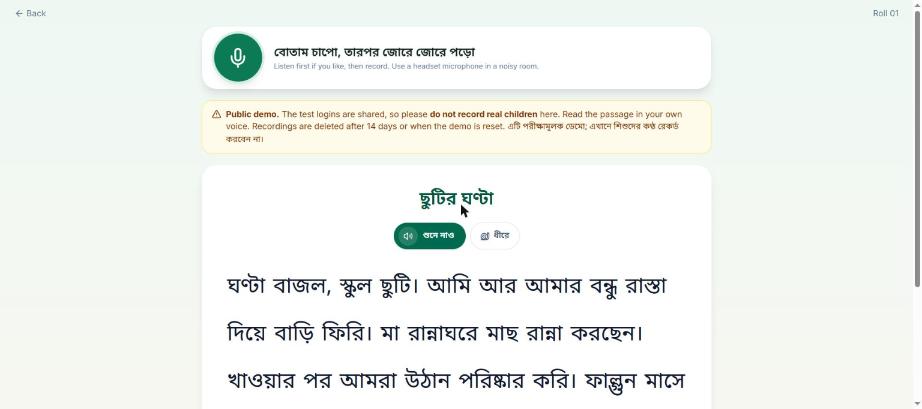 ← Back
Roll 01
বোতাম চাপো, তারপর জোরে জোরে পড়ো
Listen first if you like, then record. Use a headset microphone in a noisy room.
Public demo. The test logins are shared, so please do not record real children here. Read the passage in your own
voice. Recordings are deleted after 14 days or when the demo is reset. এটি পরীক্ষামূলক ডেমো; এখানে শিশুদের কণ্ঠ রেকর্ড
করবেন না।
ছুটির ঘণ্টা
শুনে নাও
ধীরে
ঘণ্টা বাজল, স্কুল ছুটি। আমি আর আমার বন্ধু রাস্তা
দিয়ে বাড়ি ফিরি। মা রান্নাঘরে মাছ রান্না করছেন।
খাওয়ার পর আমরা উঠান পরিষ্কার করি। ফাল্গুন মাসে